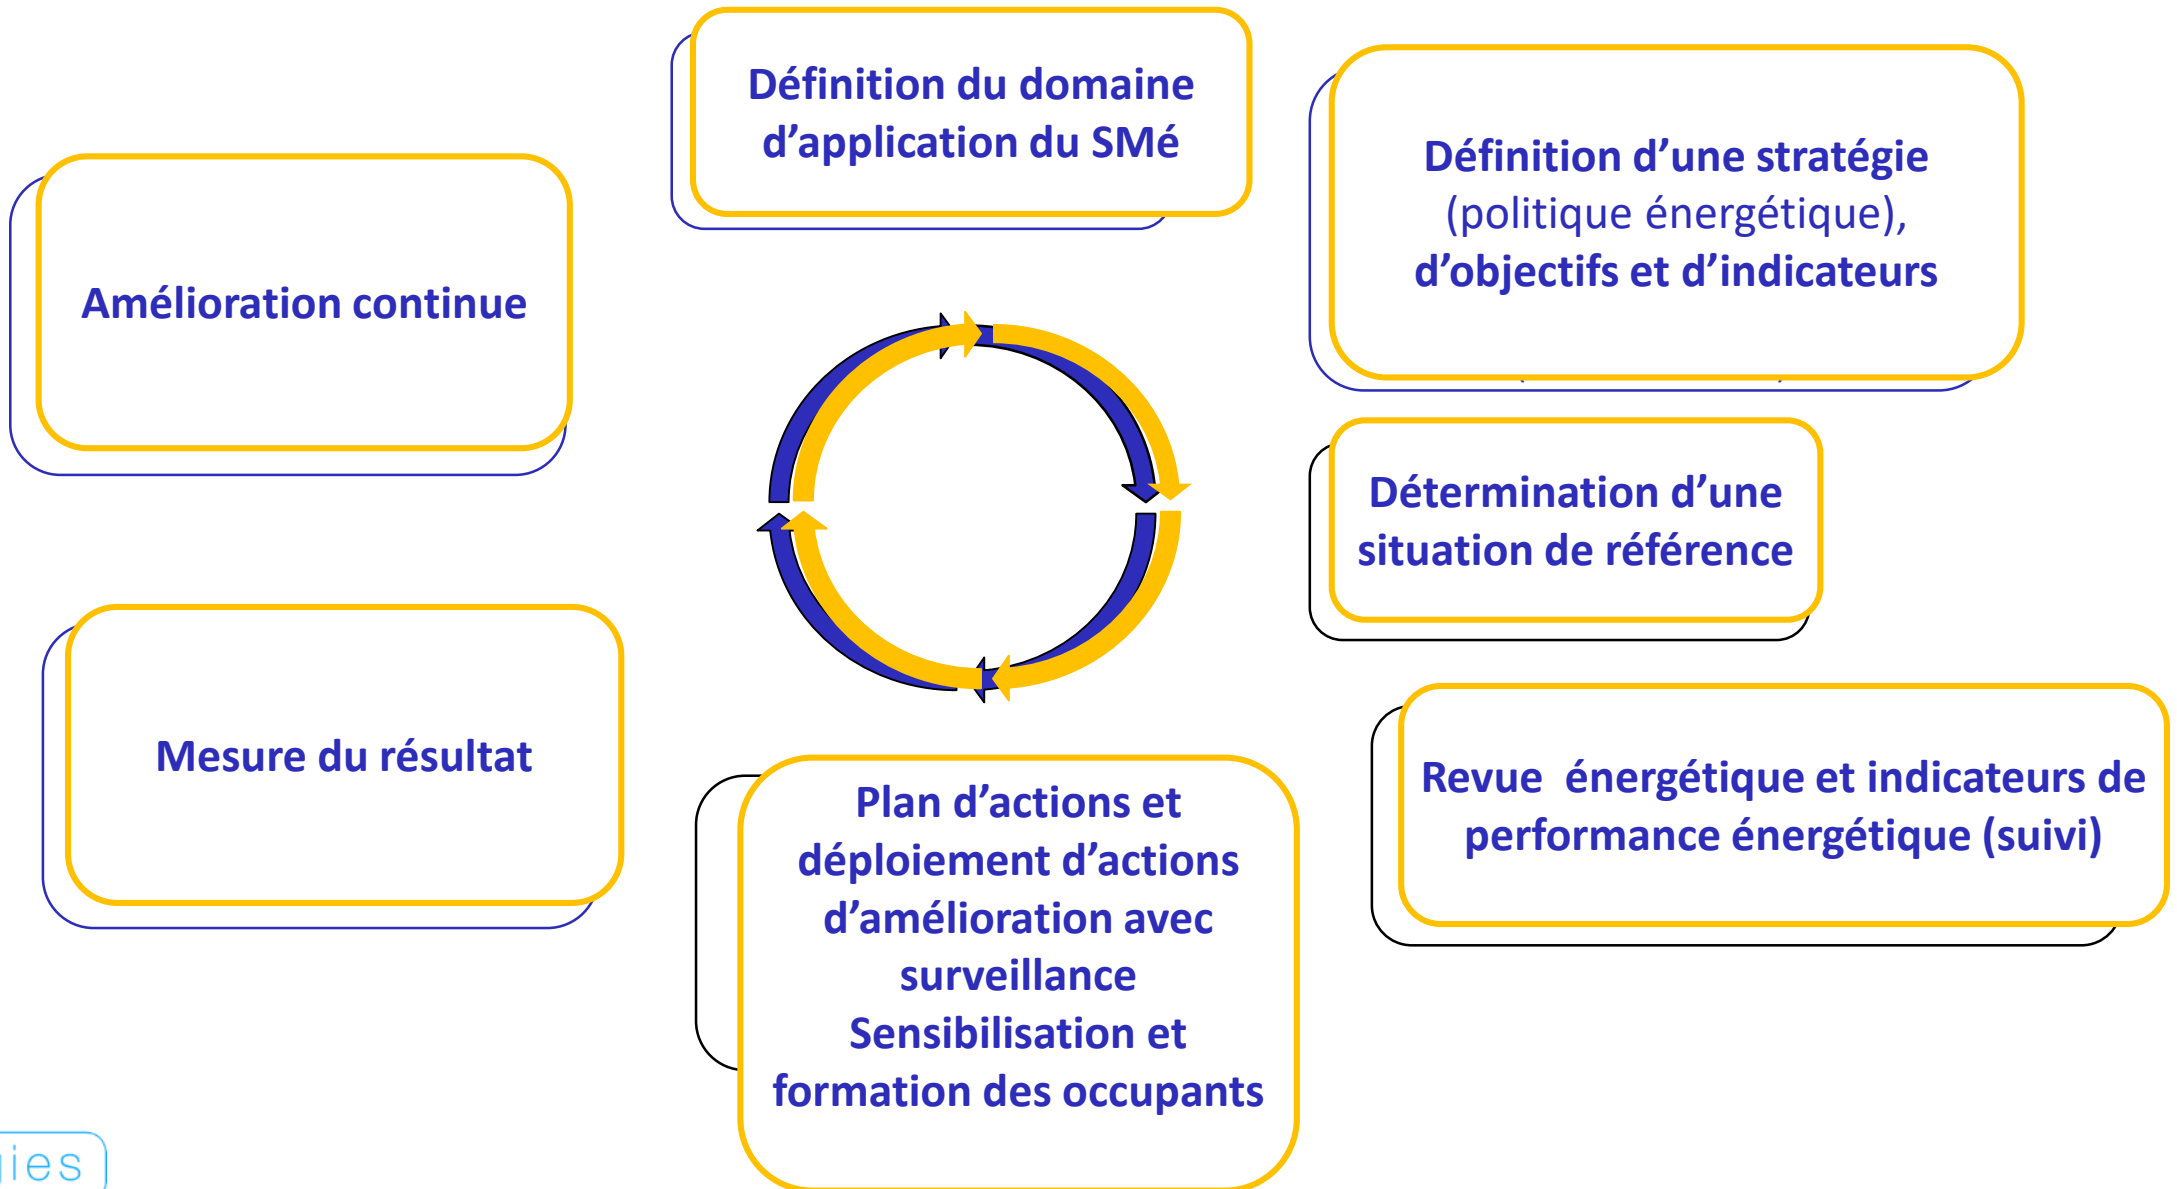 Définition du domaine
d’application du SMé
Définition d’une stratégie
(politique énergétique),
d’objectifs et d’indicateurs
Amélioration continue
Détermination d’une
situation de référence
Mesure du résultat
Revue  énergétique et indicateurs de
performance énergétique (suivi)
Plan d’actions et
déploiement d’actions
d’amélioration avec
surveillance
Sensibilisation et
formation des occupants